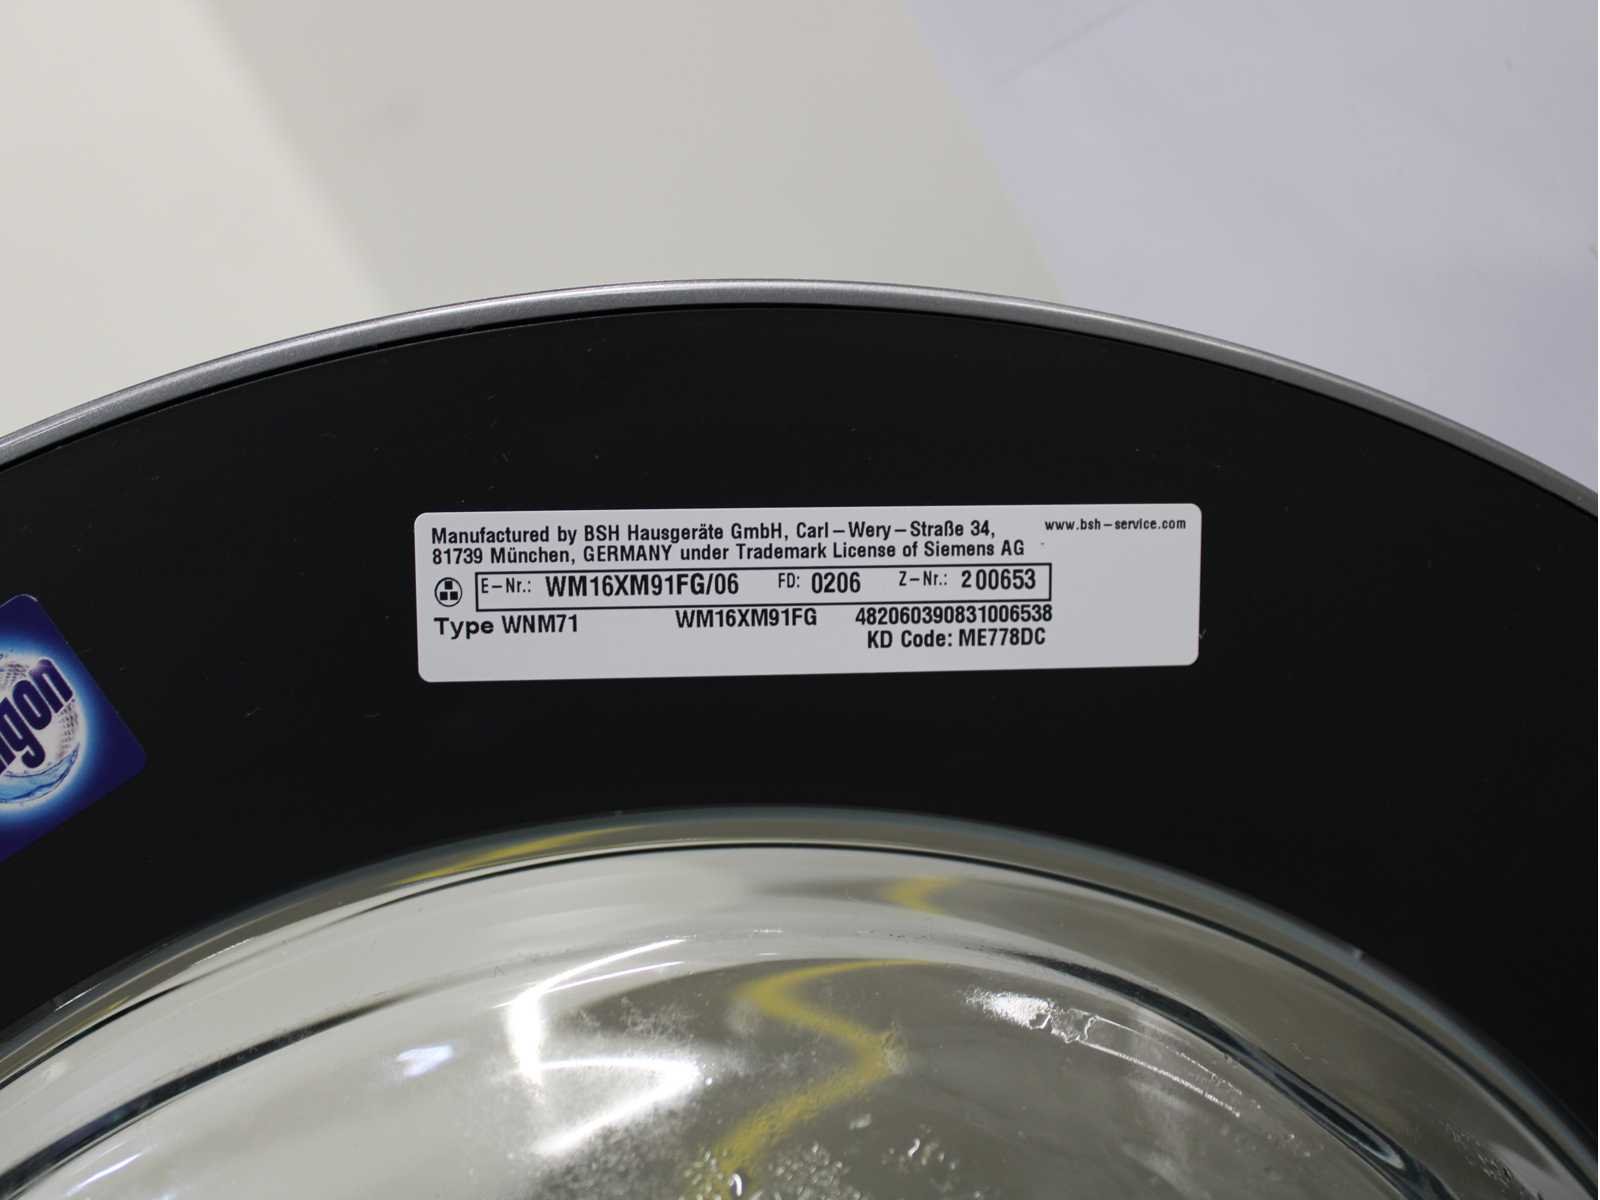 Manufactured by BSH Hausgeräte GmbH, Carl-Wery-Straße 34,
www.bsh-service.com
81739 München, GERMANY under Trademark License of Siemens AG
E-Nr.: WM16XM91FG/06 FD: 0206 Z-Nr.: 200653
Type WNM71 WM16XM91FG 482060390831006538
KD Code: ME778DC